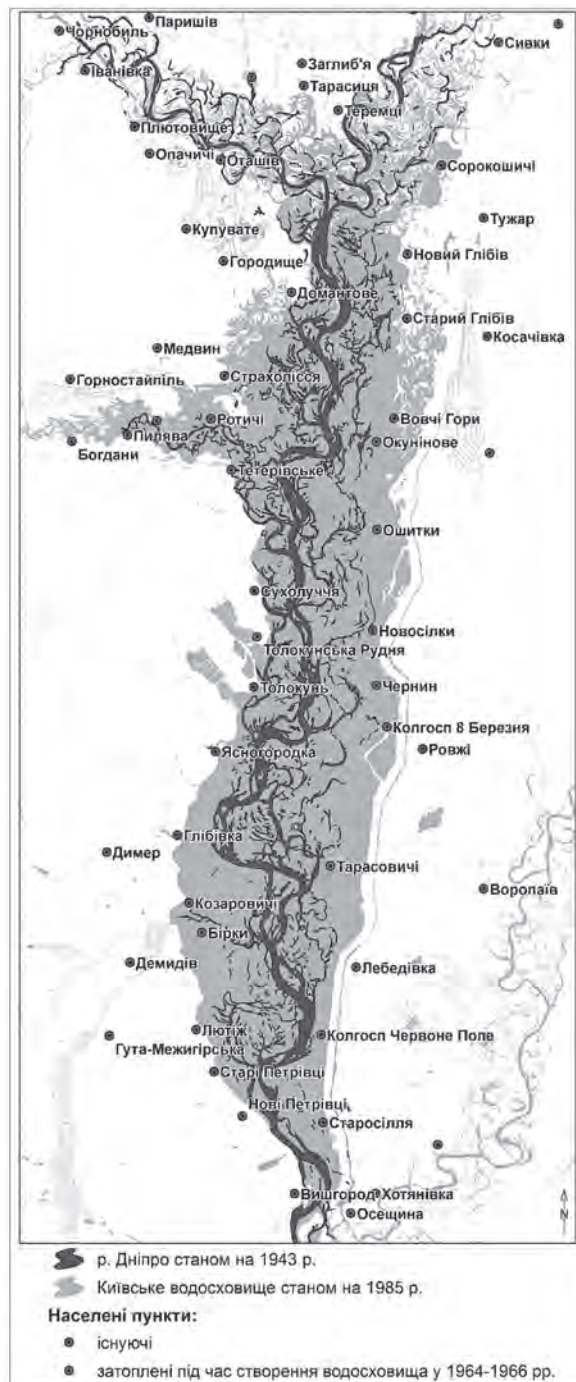 Паришів
Чорнобиль
Сивки
Заглиб'я
Іванівка
Тарасиця
Теремці
Плютовище
Опачичі
Оташів
Сорокошичі
Тужар
Купувате
Новий Глібів
Городище
Домантове
Старий Глібів
Косачівка
Медвин
Горностайпіль
Страхолісся
Ротичі
Вовчі Гори
Пилява
Окунінове
Богдани
Тетерівське
Ошитки
Сухолуччя
Новосілки
Толокунська Рудня
Толокунь
Чернин
Колгосп 8 Березня
Ясногородка
Ровжі
Глібівка
Димер
Тарасовичі
Воропаїв
Козаровичі
Бірки
Демидів
Лебедівка
Лютіж
Колгосп Червоне Поле
Гута-Межигірська
Старі Петрівці
Нові Петрівці
Старосілля
Вишгород
Хотянівка
Осещина
N
р. Дніпро станом на 1943 р.
Київське водосховище станом на 1985 р.
Населені пункти:
існуючі
затоплені під час створення водосховища у 1964-1966 рр.